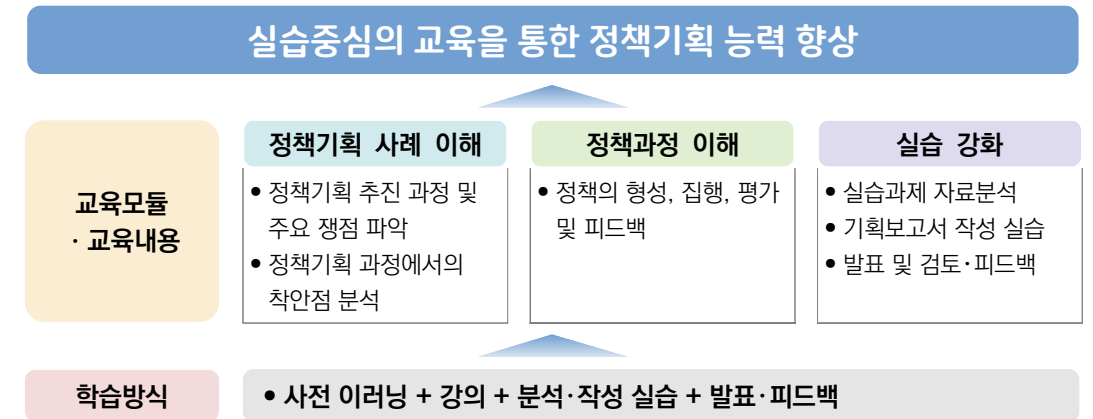 실습중심의 교육을 통한 정책기획 능력 향상
교육모듈
· 교육내용
정책기획 사례 이해
• 정책기획 추진 과정 및
주요 쟁점 파악
• 정책기획 과정에서의
착안점 분석
정책과정 이해
• 정책의 형성, 집행, 평가
및 피드백
실습 강화
• 실습과제 자료분석
• 기획보고서 작성 실습
• 발표 및 검토·피드백
학습방식
• 사전 이러닝 + 강의 + 분석·작성 실습 + 발표·피드백